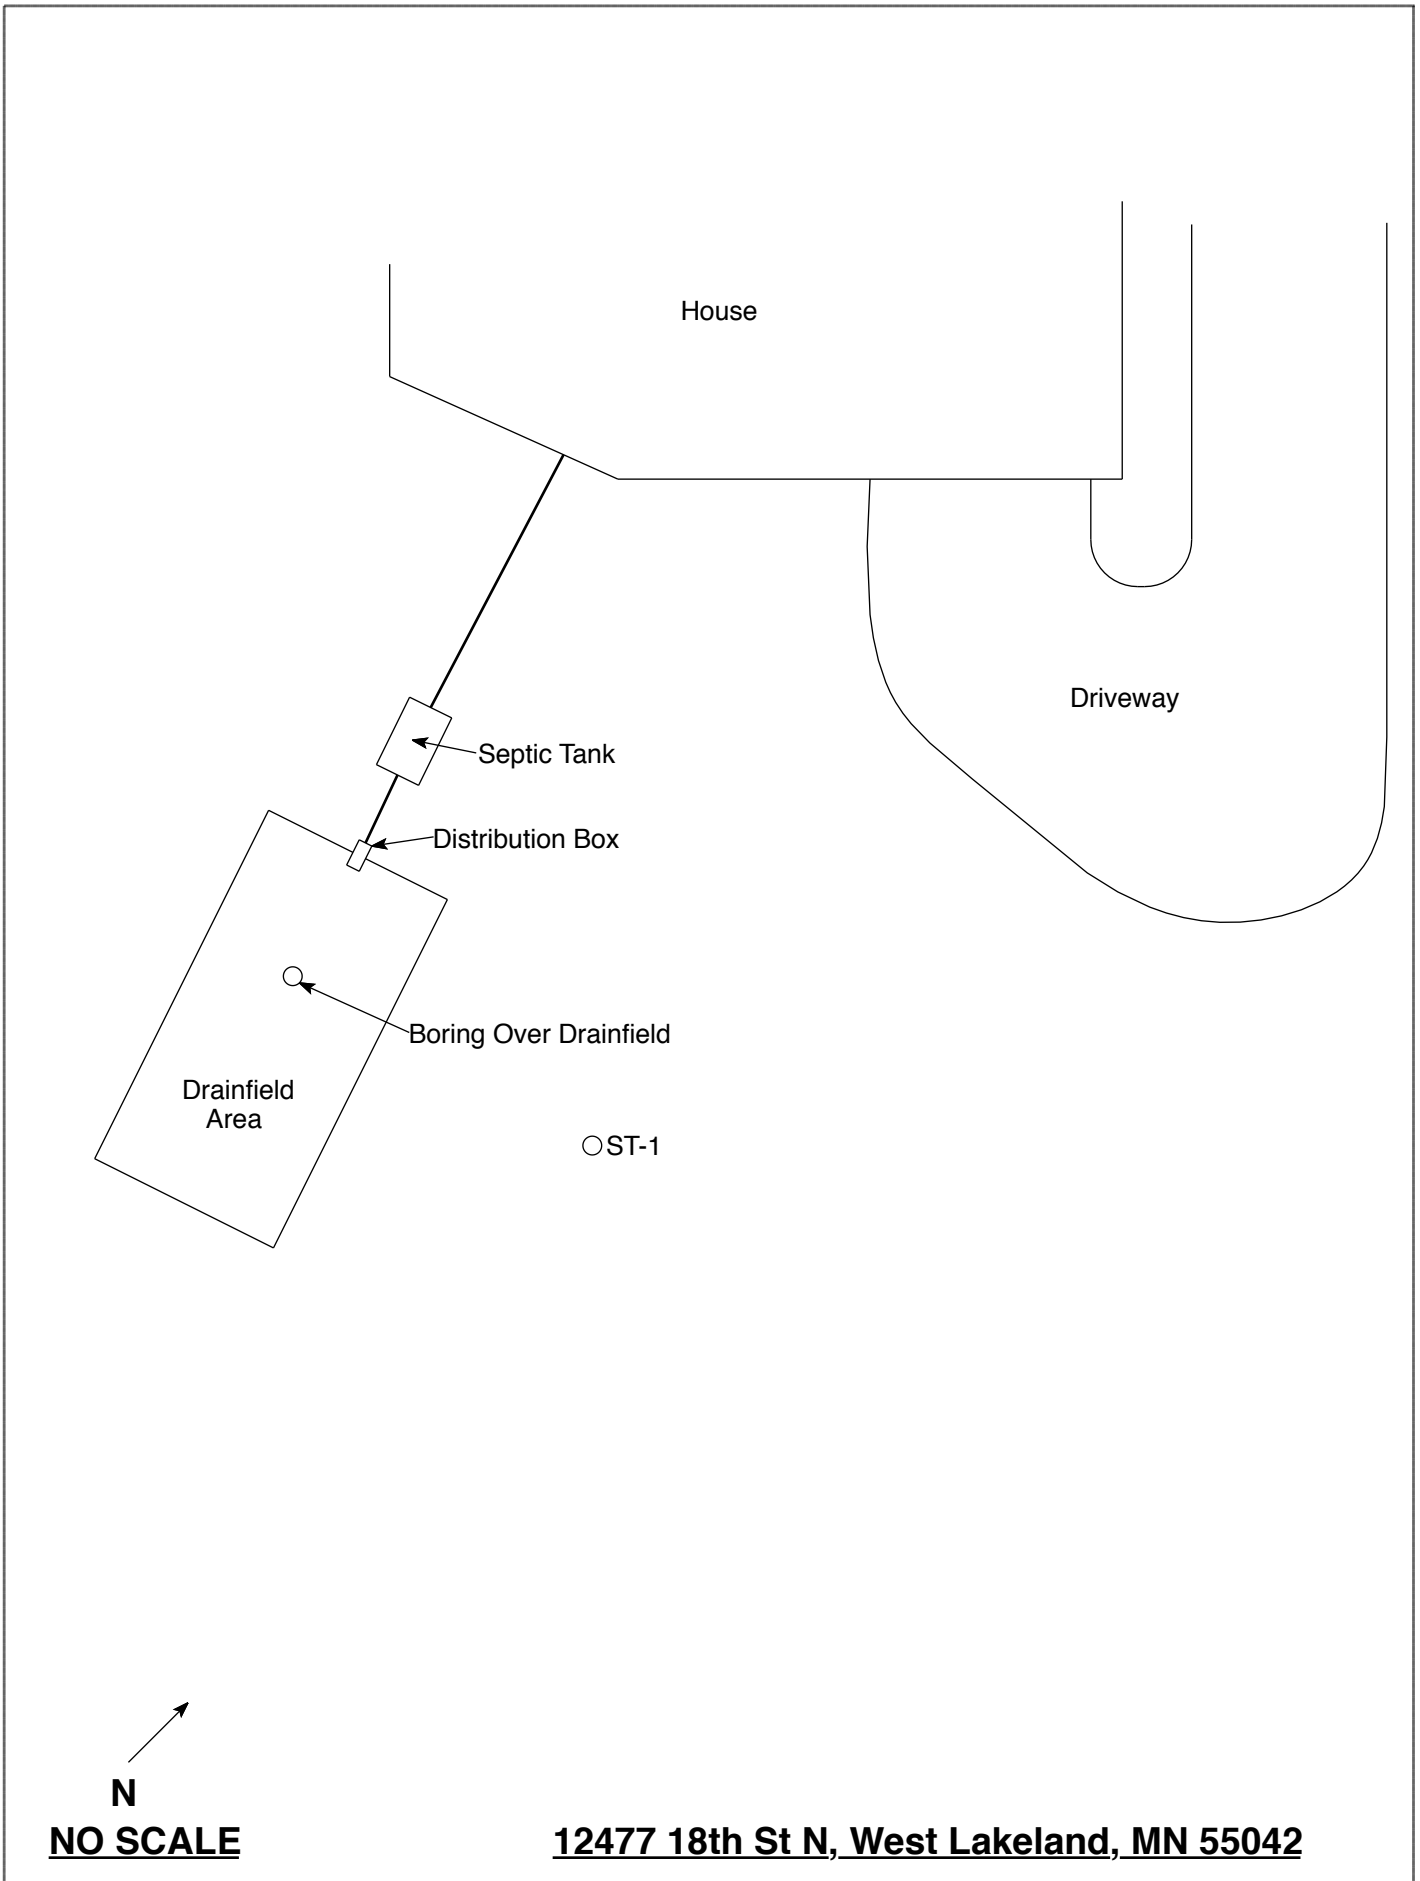 House
Driveway
Septic Tank
Distribution Box
Boring Over Drainfield
Drainfield
Area
ST-1
N
NO SCALE
12477 18th St N, West Lakeland, MN 55042